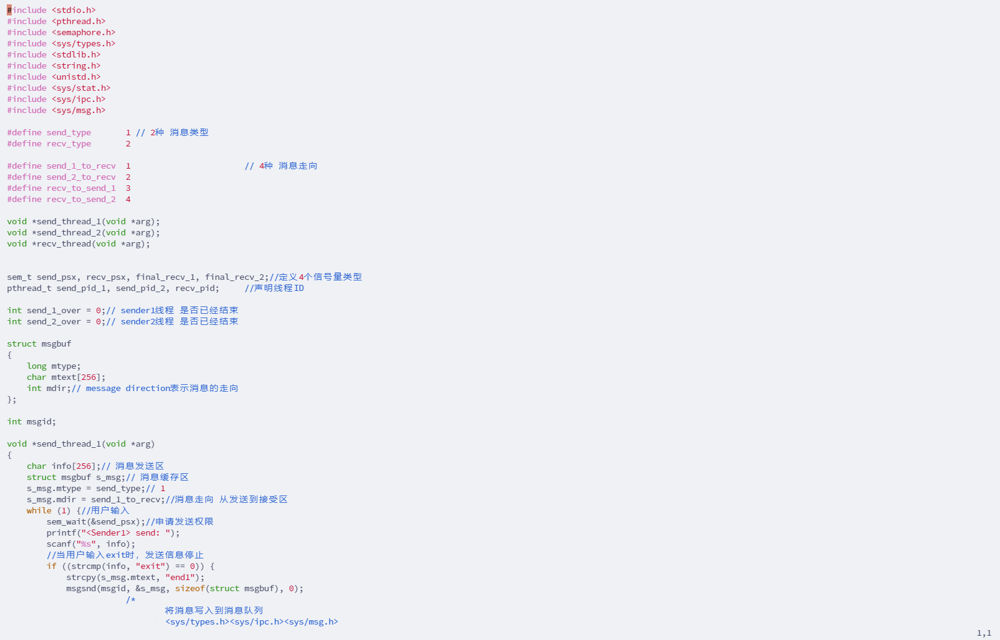 #include <stdio.h>
#include <pthread.h>
#include <semaphore.h>
#include <sys/types.h>
#include <stdlib.h>
#include <string.h>
#include <unistd.h>
#include <sys/stat.h>
#include <sys/ipc.h>
#include <sys/msg.h>
#define send_type       1 // 2种 消息类型
#define recv_type       2
#define send_1_to_recv  1                       // 4种 消息走向
#define send_2_to_recv  2
#define recv_to_send_1  3
#define recv_to_send_2  4
void *send_thread_1(void *arg);
void *send_thread_2(void *arg);
void *recv_thread(void *arg);
sem_t send_psx, recv_psx, final_recv_1, final_recv_2;//定义4个信号量类型
pthread_t send_pid_1, send_pid_2, recv_pid;     //声明线程ID
int send_1_over = 0;// sender1线程 是否已经结束
int send_2_over = 0;// sender2线程 是否已经结束
struct msgbuf
{
    long mtype;
    char mtext[256];
    int mdir;// message direction表示消息的走向
};
int msgid;
void *send_thread_1(void *arg)
{
    char info[256];// 消息发送区
    struct msgbuf s_msg;// 消息缓存区
    s_msg.mtype = send_type;// 1
    s_msg.mdir = send_1_to_recv;//消息走向 从发送到接受区
    while (1) {//用户输入
        sem_wait(&send_psx);//申请发送权限
        printf("<Sender1> send: ");
        scanf("%s", info);
        //当用户输入exit时，发送信息停止
        if ((strcmp(info, "exit") == 0)) {
            strcpy(s_msg.mtext, "end1");
            msgsnd(msgid, &s_msg, sizeof(struct msgbuf), 0);
                        /*
                                将消息写入到消息队列
                                <sys/types.h><sys/ipc.h><sys/msg.h>
1,1